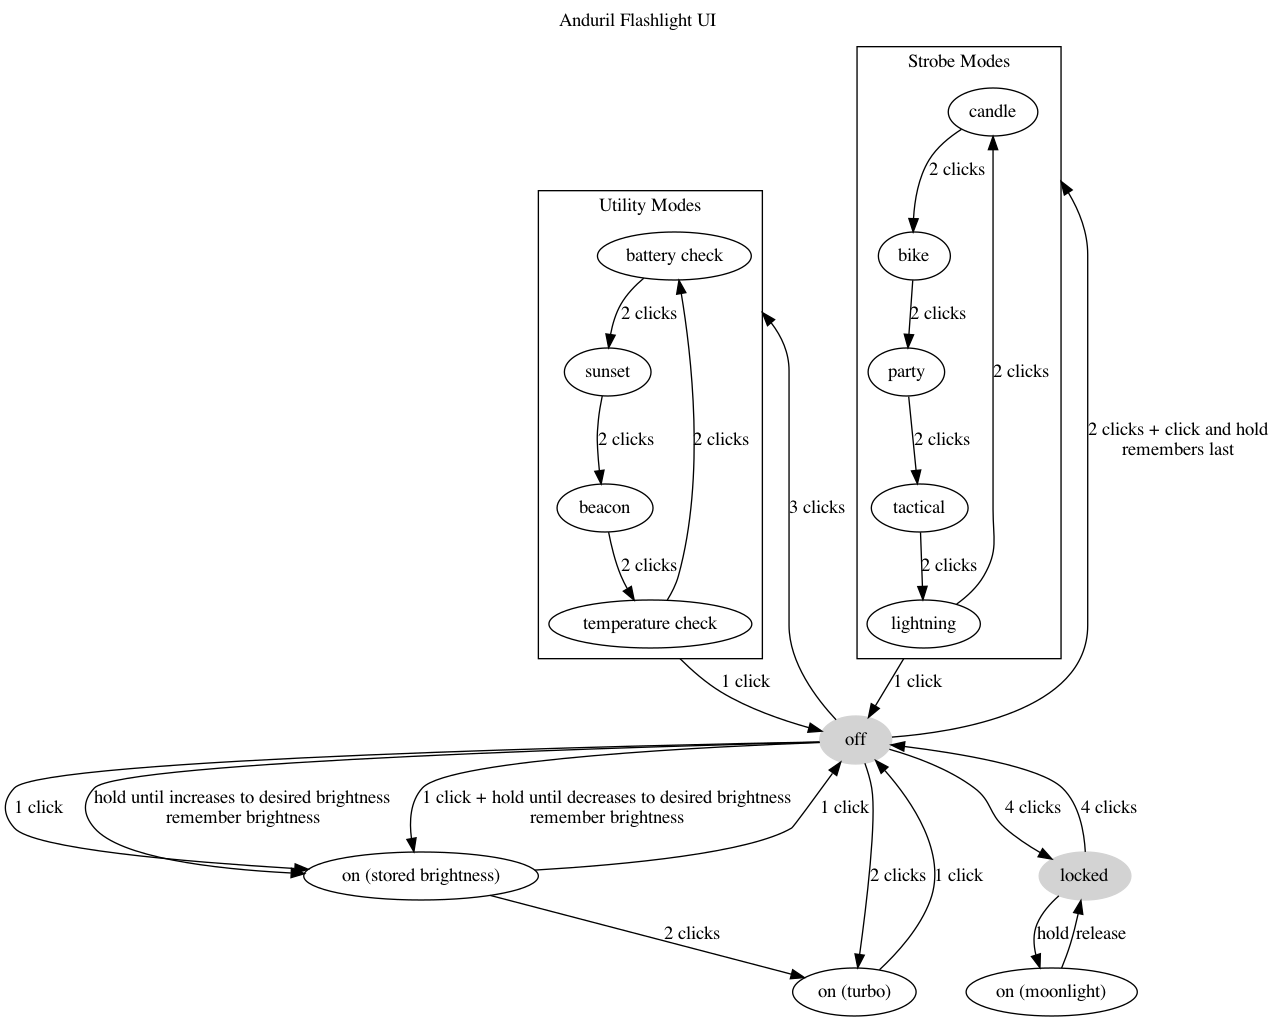 Anduril Flashlight UI
Strobe Modes
candle
2 clicks
bike
2 clicks
party
2 clicks
tactical
2 clicks
lightning
2 clicks
Utility Modes
battery check
2 clicks
sunset
2 clicks
beacon
2 clicks
temperature check
2 clicks
3 clicks
2 clicks + click and hold
remembers last
1 click
1 click
off
1 click
hold until increases to desired brightness
remember brightness
1 click + hold until decreases to desired brightness
remember brightness
1 click
4 clicks
4 clicks
on (stored brightness)
2 clicks
1 click
locked
2 clicks
hold
release
on (turbo)
on (moonlight)